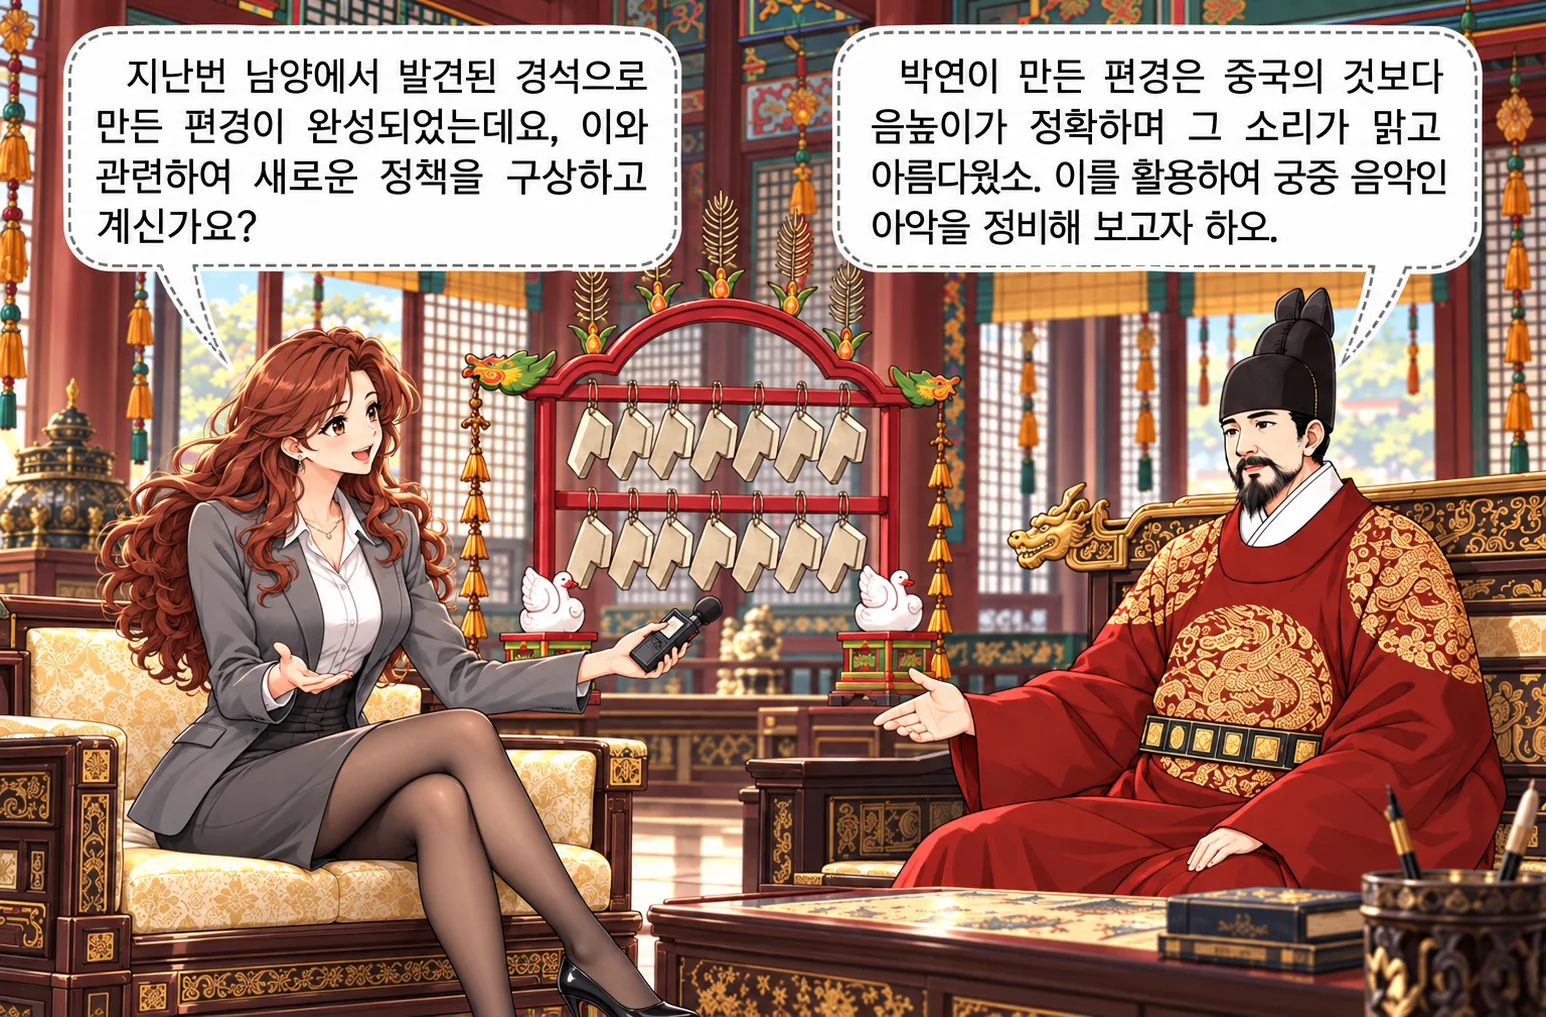 지난번 남양에서 발견된 경석으로
만든 편경이 완성되었는데요, 이와
관련하여 새로운 정책을 구상하고
계신가요?
박연이 만든 편경은 중국의 것보다
음높이가 정확하며 그 소리가 맑고
아름다웠소. 이를 활용하여 궁중 음악인
아악을 정비해 보고자 하오.